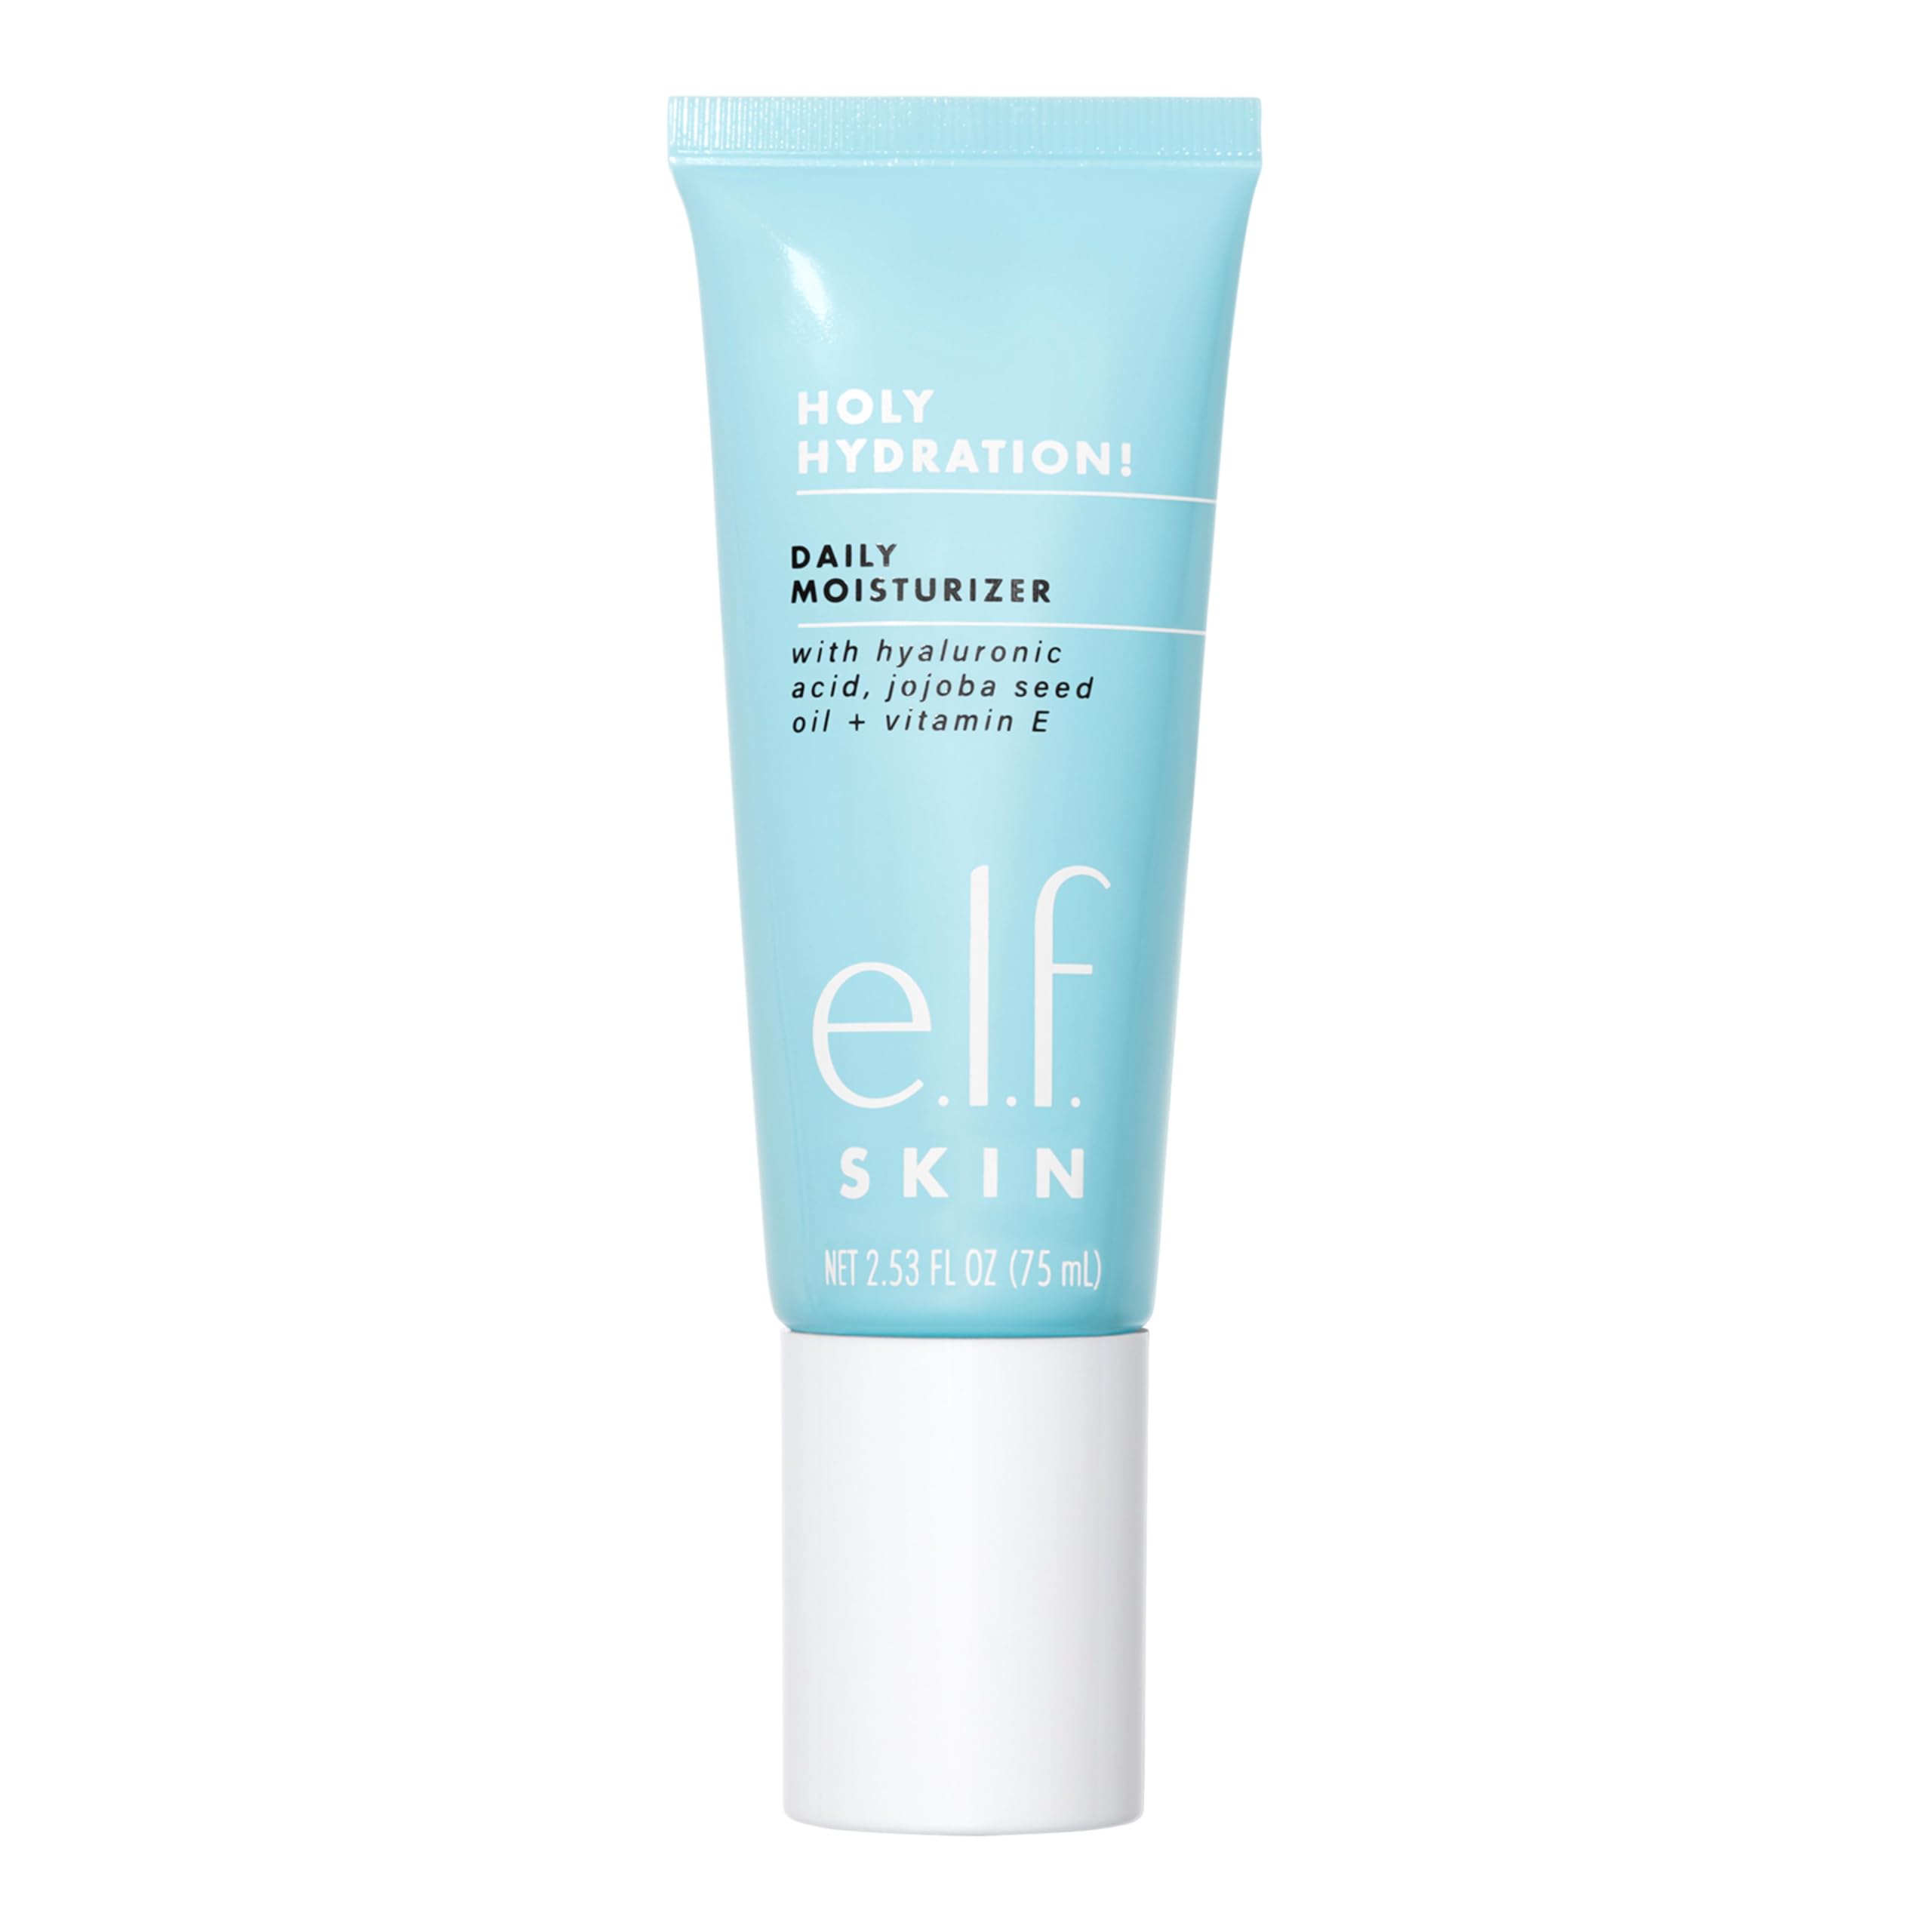 HOLY
HYDRATION!
DAILY
MOISTURIZER
with hyaluronic
acid, jojoba seed
oil + vitamin E
e.l.f.
SKIN
NET 2.53 FL OZ (75 mL)